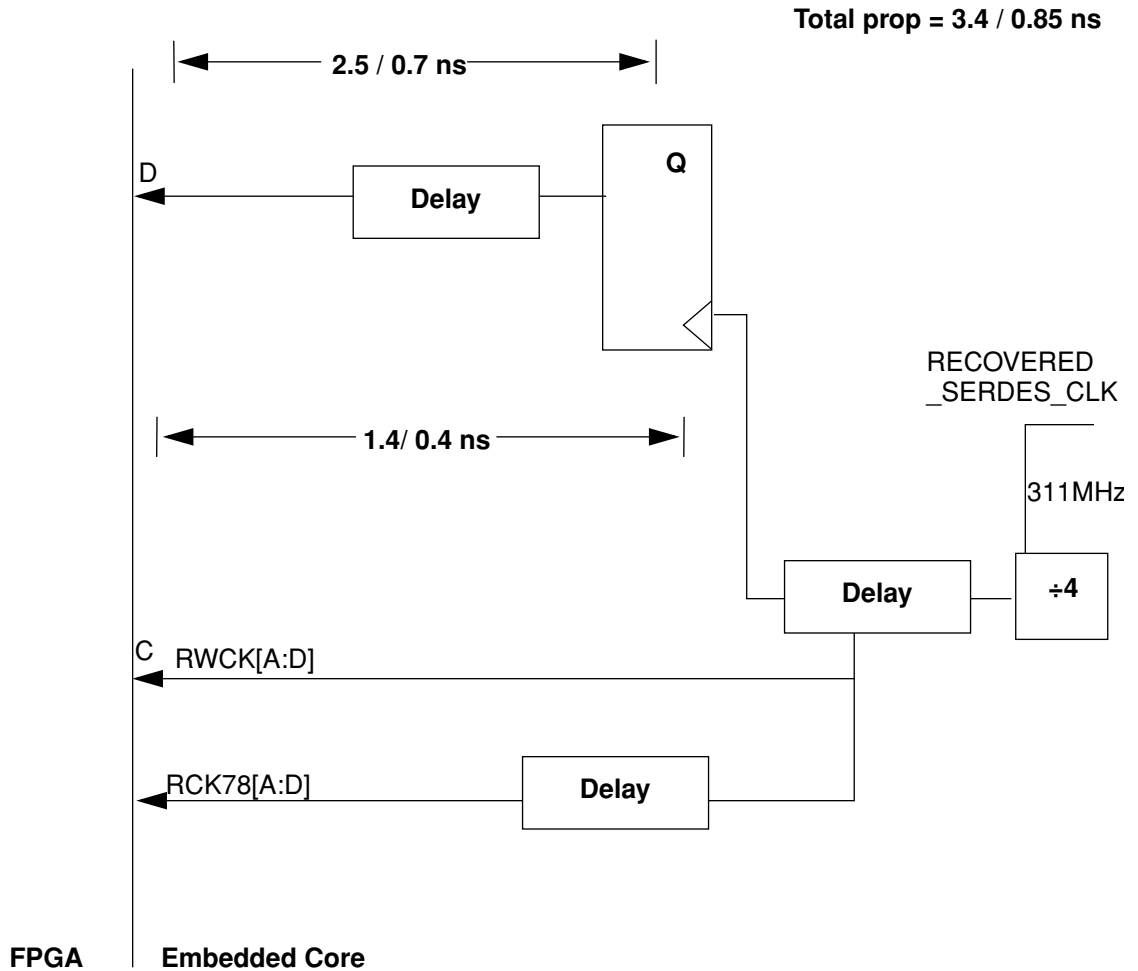 Total prop = 3.4 / 0.85 ns
2.5 / 0.7 ns
Q
D
Delay
RECOVERED
_SERDES_CLK
1.4/ 0.4 ns
311MHz
Delay
÷4
C
RWCK[A:D]
RCK78[A:D]
Delay
FPGA
Embedded Core